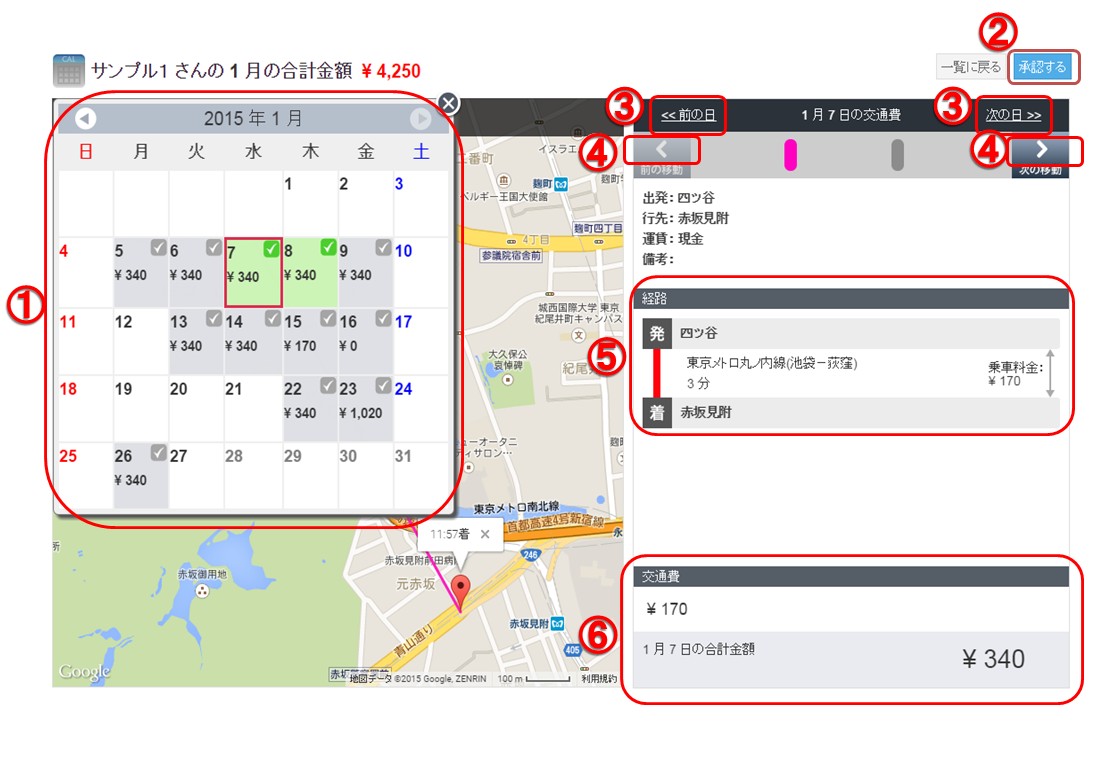 CAL
サンプル1 さんの 1 月の合計金額 ¥ 4,250
②
一覧に戻る
承認する
①
2015 年 1 月
日 月 火 水 木 金 土
1 2 3
4 5 6 7 8 9 10
¥ 340 ¥ 340 ¥ 340 ¥ 340 ¥ 340
11 12 13 14 15 16 17
¥ 340 ¥ 340 ¥ 170 ¥ 0
18 19 20 21 22 23 24
¥ 340 ¥ 1,020
25 26 27 28 29 30 31
¥ 340
二番町
イスラエ
麹町
ベルギー王国大使館
麹町四丁目
4丁目
参議院宿舎前
城西国際大学 東京
紀尾井町キャンパス
文
大久保公
哀悼碑
紀尾
ューオータニ
ィサロン…
東京メトロ南北線
首都高速4号新宿線
永
246
11:57着 ×
赤坂見附前田病
元赤坂
所
赤坂御用地
赤坂見附
405
青山通り
Google
地図データ ©2015 Google, ZENRIN
100 m
利用規約
③
<< 前の日
1 月 7 日の交通費
③
次の日 >>
④
前の移動
④
次の移動
出発: 四ツ谷
行先: 赤坂見附
運賃: 現金
備考:
⑤
経路
発 四ツ谷
東京メトロ丸ノ内線(池袋－荻窪)
3 分
乗車料金:
¥ 170
着 赤坂見附
⑥
交通費
¥ 170
1 月 7 日の合計金額
¥ 340